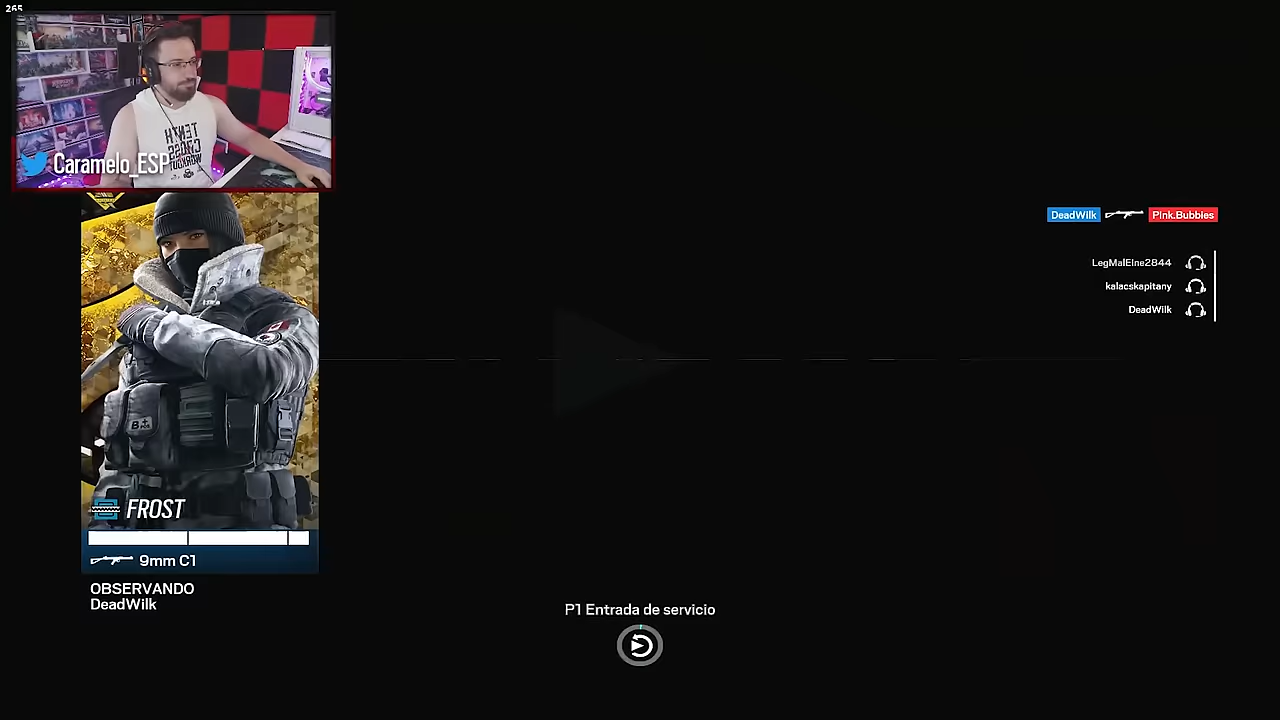 265
Caramelo_ESP
DeadWilk PInk.Bubbies
LegMalEIne2844
kalacskapitany
DeadWilk
FROST
9mm C1
OBSERVANDO
DeadWilk
P1 Entrada de servicio